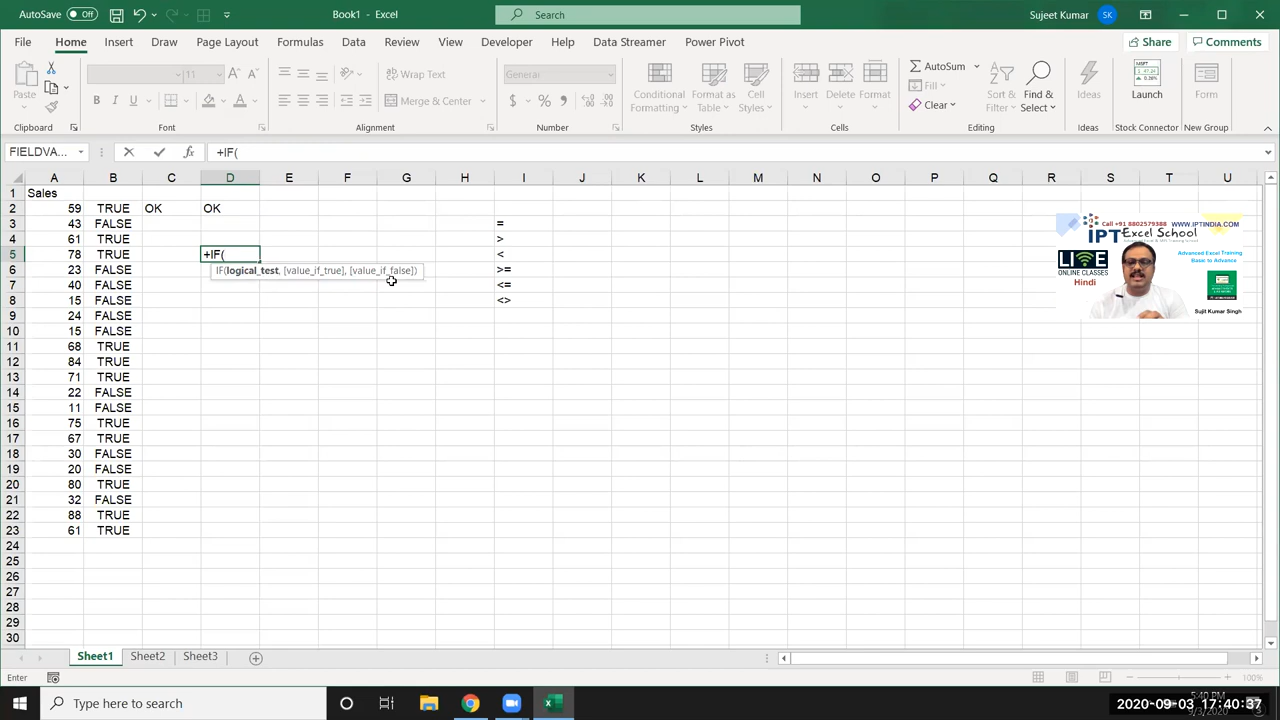 AutoSave Off Book1 - Excel Search Sujeet Kumar SK
File Home Insert Draw Page Layout Formulas Data Review View Developer Help Data Streamer Power Pivot Share Comments
Paste 11 Wrap Text General AutoSum MSFT
B I U Merge & Center $ % Conditional Formatting Format as Table Cell Styles Insert Delete Format Fill Clear Sort & Filter Find & Select Ideas Launch Form
Clipboard Font Alignment Number Styles Cells Editing Ideas Stock Connector New Group
FIELDVA... fx +IF(
A B C D E F G H I J K L M N O P Q R S T U
1 Sales
2 59 TRUE OK OK
3 43 FALSE =
4 61 TRUE >
5 78 TRUE +IF( <
IF(logical_test, [value_if_true], [value_if_false])
6 23 FALSE >=
7 40 FALSE <=
8 15 FALSE <>
9 24 FALSE
10 15 FALSE
11 68 TRUE
12 84 TRUE
13 71 TRUE
14 22 FALSE
15 11 FALSE
16 75 TRUE
17 67 TRUE
18 30 FALSE
19 20 FALSE
20 80 TRUE
21 32 FALSE
22 88 TRUE
23 61 TRUE
24
25
26
27
28
29
30
Call +91 8802579388 WWW.IPTINDIA.COM
IPT Excel School
LIVE
ONLINE CLASSES
Hindi
Advanced Excel Training
Basic to Advance
Sujit Kumar Singh
Sheet1 Sheet2 Sheet3
Enter 100%
Type here to search
5:40 PM
2020-09-03 17:40:37